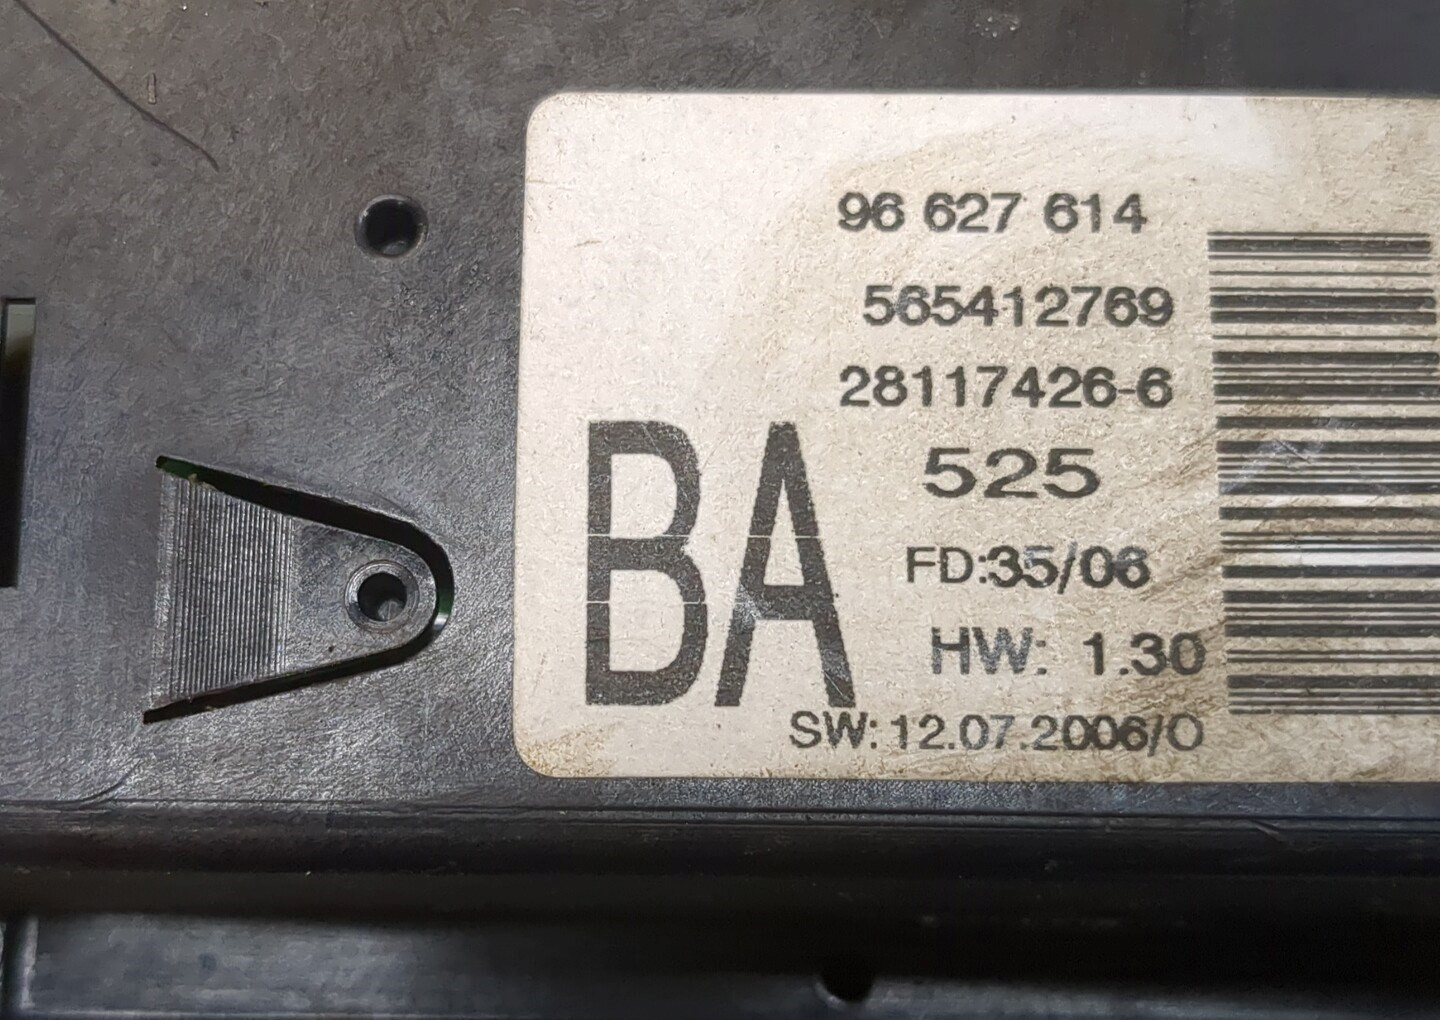 96 627 614
565412769
28117426-6
525
BA
FD:35/06
HW: 1.30
SW: 12.07.2006/O